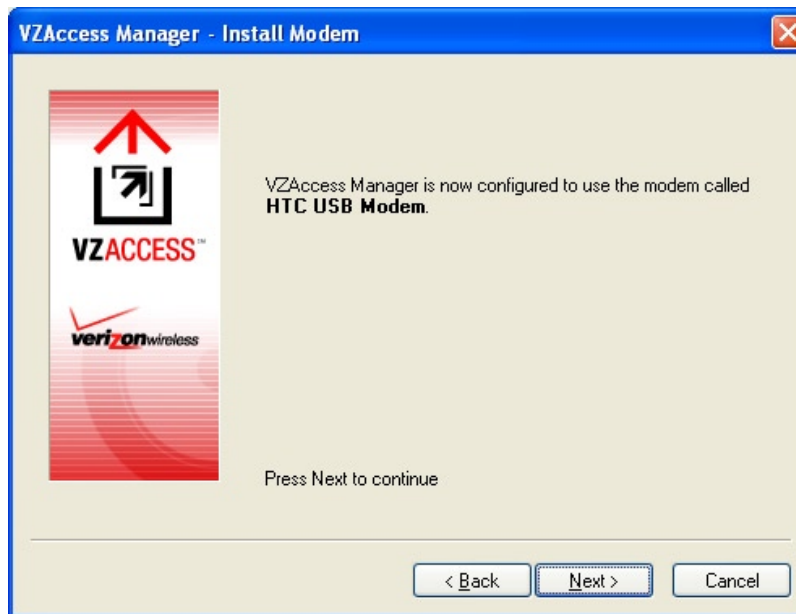 VZAccess Manager - Install Modem
VZAccess Manager is now configured to use the modem called
HTC USB Modem.
VZACCESS™
verizonwireless
Press Next to continue
< Back
Next >
Cancel